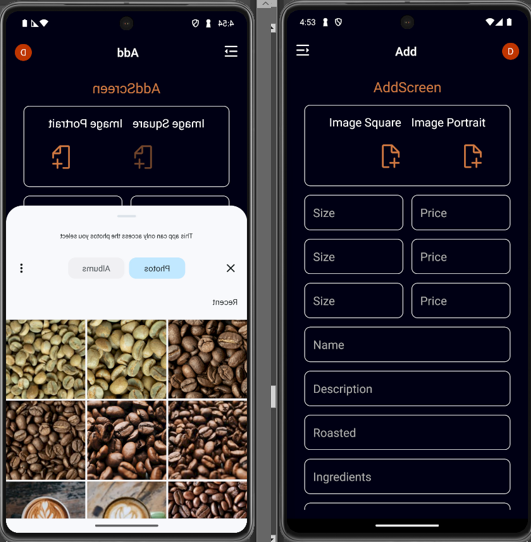 4:54
Add
D
AddScreen
Image Square Image Portrait
This app can only access the photos you select
Photos Albums
Recent
4:53
Add
D
AddScreen
Image Square Image Portrait
Size Price
Size Price
Size Price
Name
Description
Roasted
Ingredients